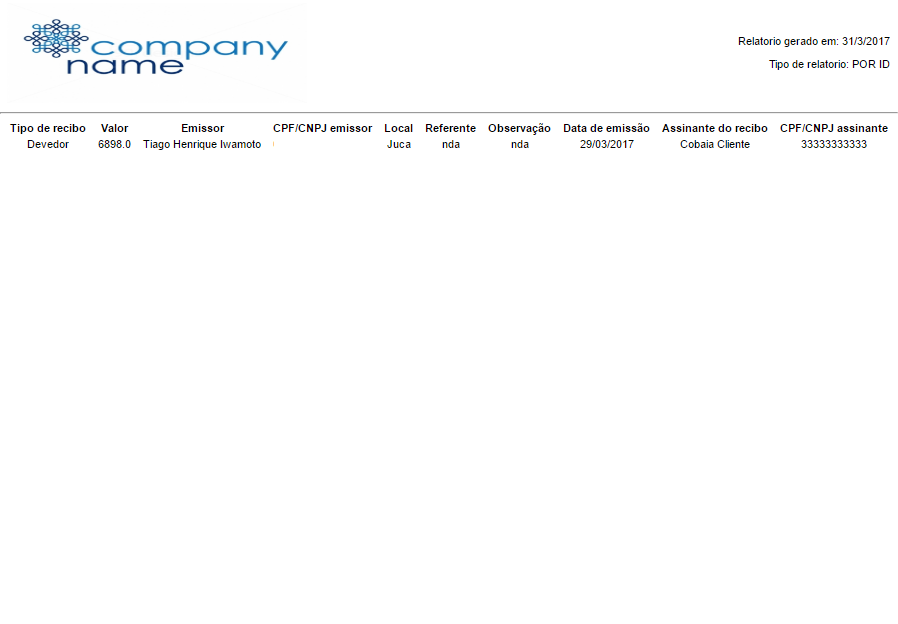 company
name
Relatorio gerado em: 31/3/2017
Tipo de relatorio: POR ID
Tipo de recibo Valor Emissor CPF/CNPJ emissor Local Referente Observação Data de emissão Assinante do recibo CPF/CNPJ assinante
Devedor 6898.0 Tiago Henrique Iwamoto Juca nda nda 29/03/2017 Cobaia Cliente 33333333333